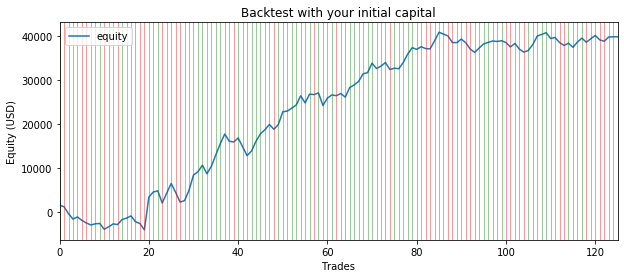 Backtest with your initial capital
equity
Equity (USD)
40000
30000
20000
10000
0
0 20 40 60 80 100 120
Trades